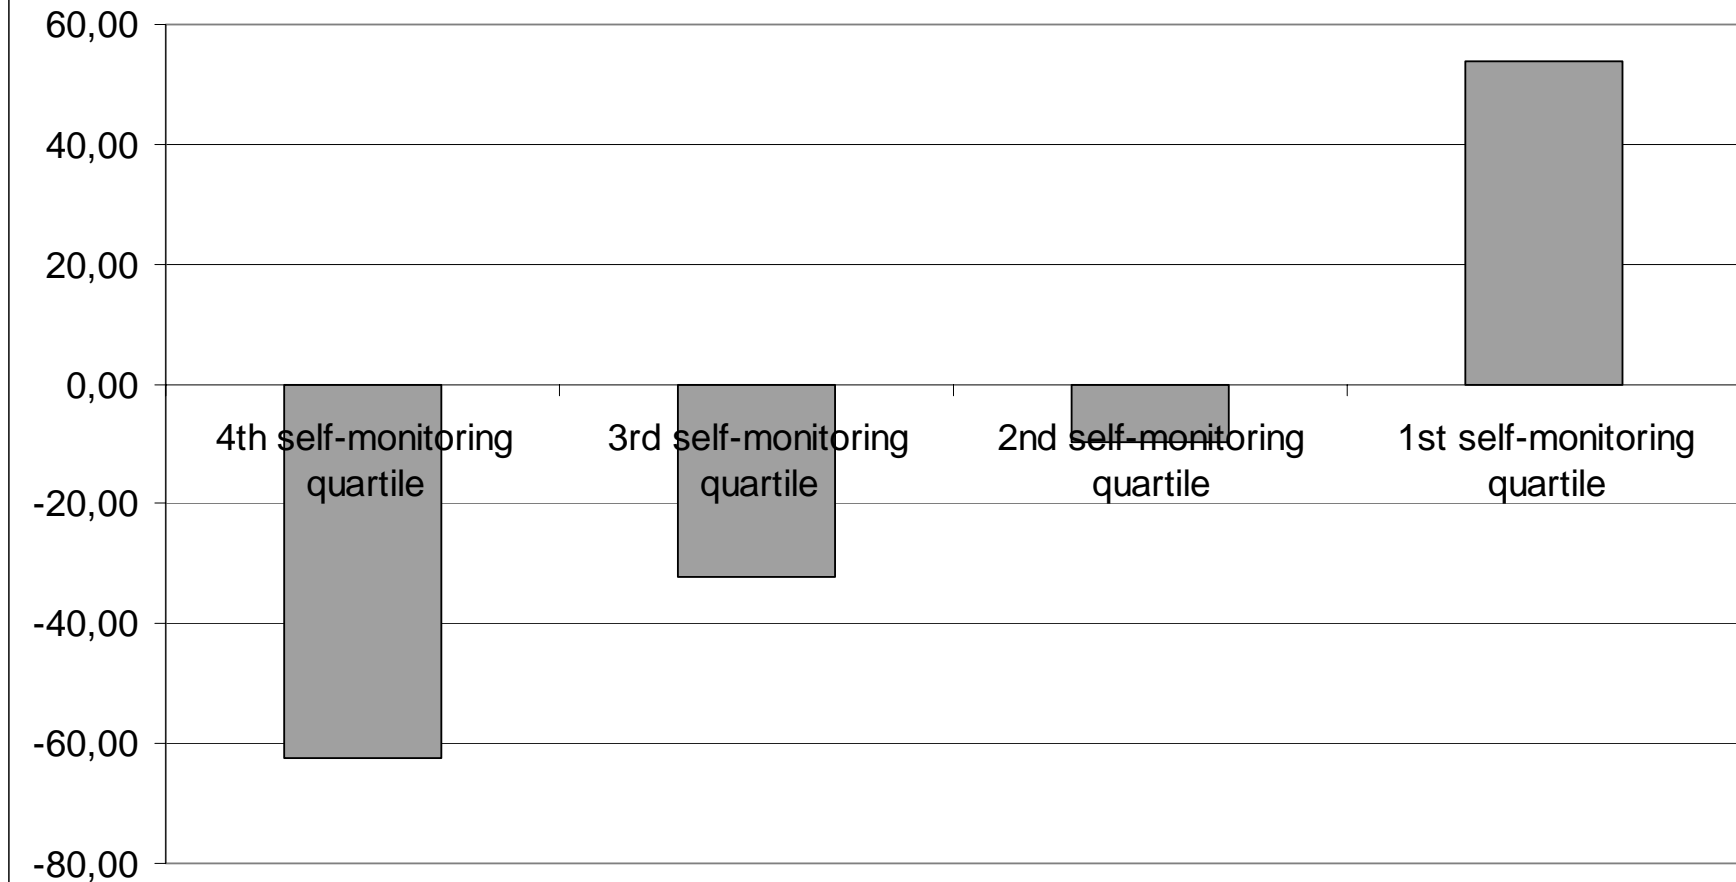 60,00
40,00
20,00
0,00
-20,00
-40,00
-60,00
-80,00
4th self-monitoring
quartile
3rd self-monitoring
quartile
2nd self-monitoring
quartile
1st self-monitoring
quartile